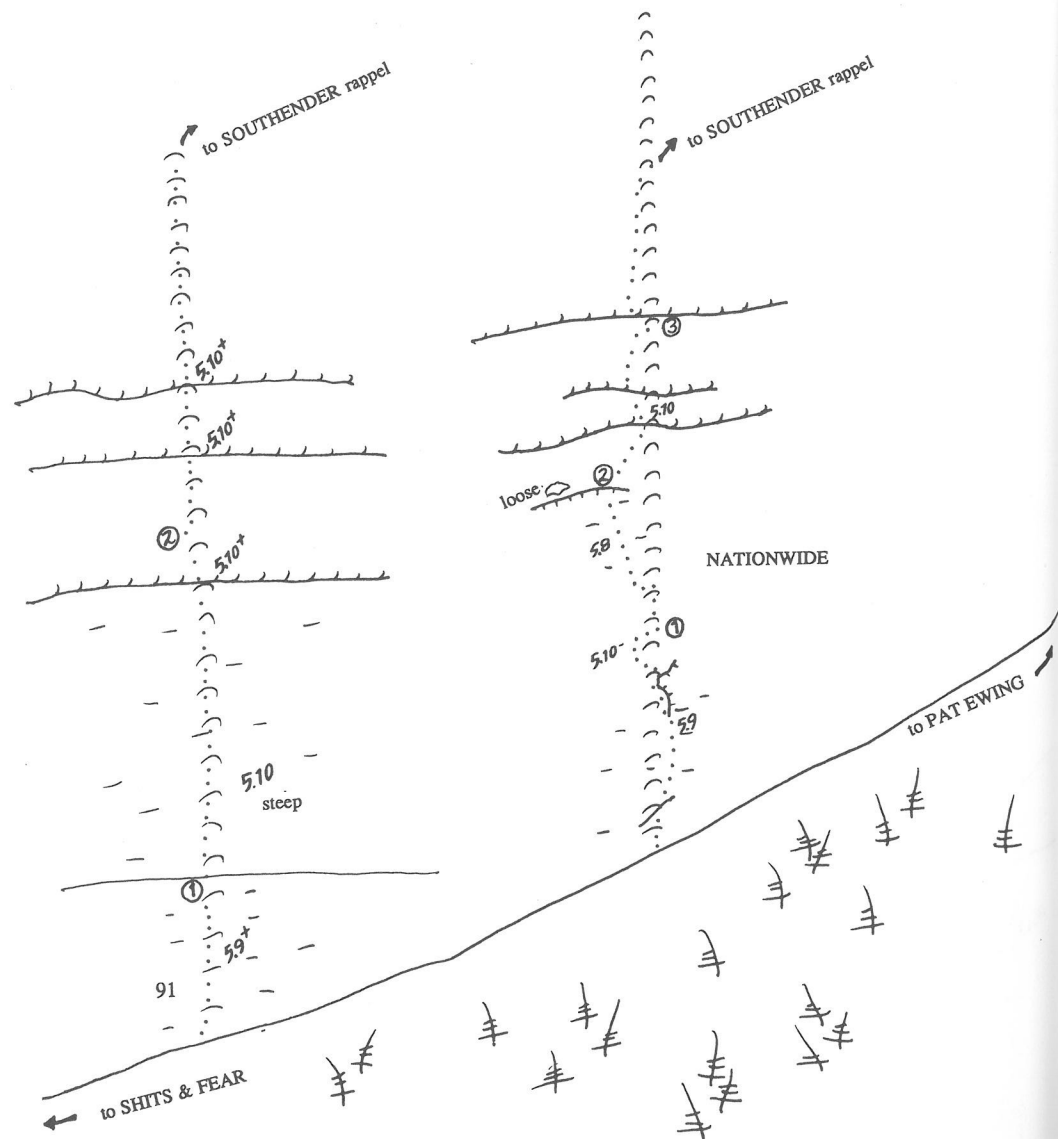 to SOUTHENDER rappel
to SOUTHENDER rappel
5.10+
③
5.10+
5.10
②
loose
②
5.10+
5.8
NATIONWIDE
①
5.10-
5.9
to PAT EWING
5.10
steep
①
5.9+
91
to SHITS & FEAR